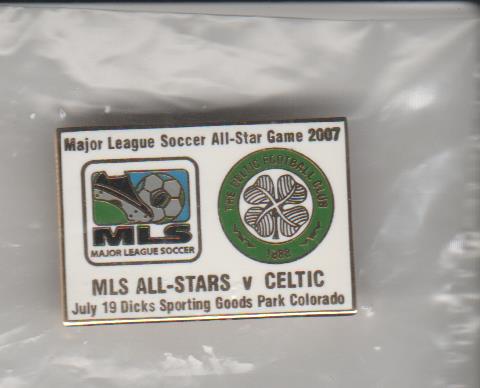 Major League Soccer All-Star Game 2007
MLS
MAJOR LEAGUE SOCCER
THE CELTIC FOOTBALL CLUB
1888
MLS ALL-STARS v CELTIC
July 19 Dicks Sporting Goods Park Colorado